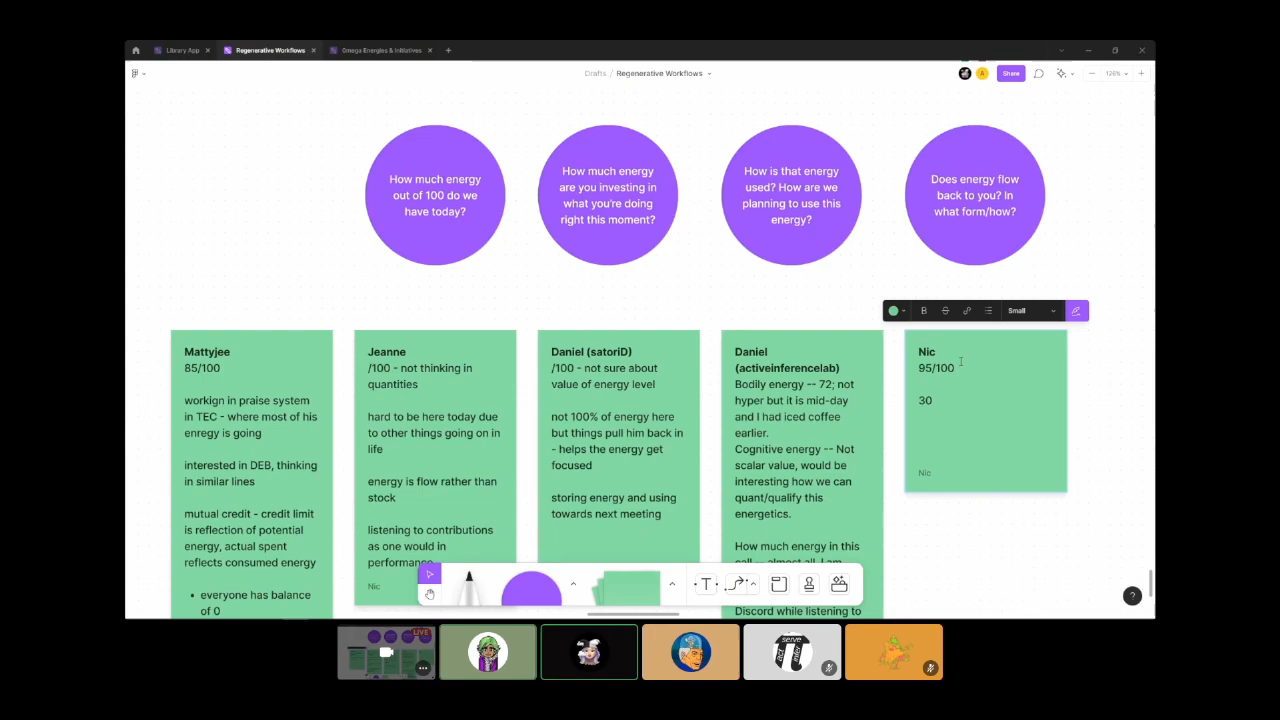 Library App
Regenerative Workflows
Omega Energies & Initiatives
Drafts / Regenerative Workflows
A
Share
126%
How much energy
out of 100 do we
have today?
How much energy
are you investing in
what you're doing
right this moment?
How is that energy
used? How are we
planning to use this
energy?
Does energy flow
back to you? In
what form/how?
B
S
Small
Mattyjee
85/100
workign in praise system
in TEC - where most of his
enregy is going
interested in DEB, thinking
in similar lines
mutual credit - credit limit
is reflection of potential
energy, actual spent
reflects consumed energy
• everyone has balance
of 0
Jeanne
/100 - not thinking in
quantities
hard to be here today due
to other things going on in
life
energy is flow rather than
stock
listening to contributions
as one would in
performance
Nic
Daniel (satoriD)
/100 - not sure about
value of energy level
not 100% of energy here
but things pull him back in
- helps the energy get
focused
storing energy and using
towards next meeting
Daniel
(activeinferencelab)
Bodily energy -- 72; not
hyper but it is mid-day
and I had iced coffee
earlier.
Cognitive energy -- Not
scalar value, would be
interesting how we can
quant/qualify this
energetics.
How much energy in this
call -- almost all. I am
Discord while listening to
Nic
95/100
30
Nic
T
?
LIVE
serve
act
infer